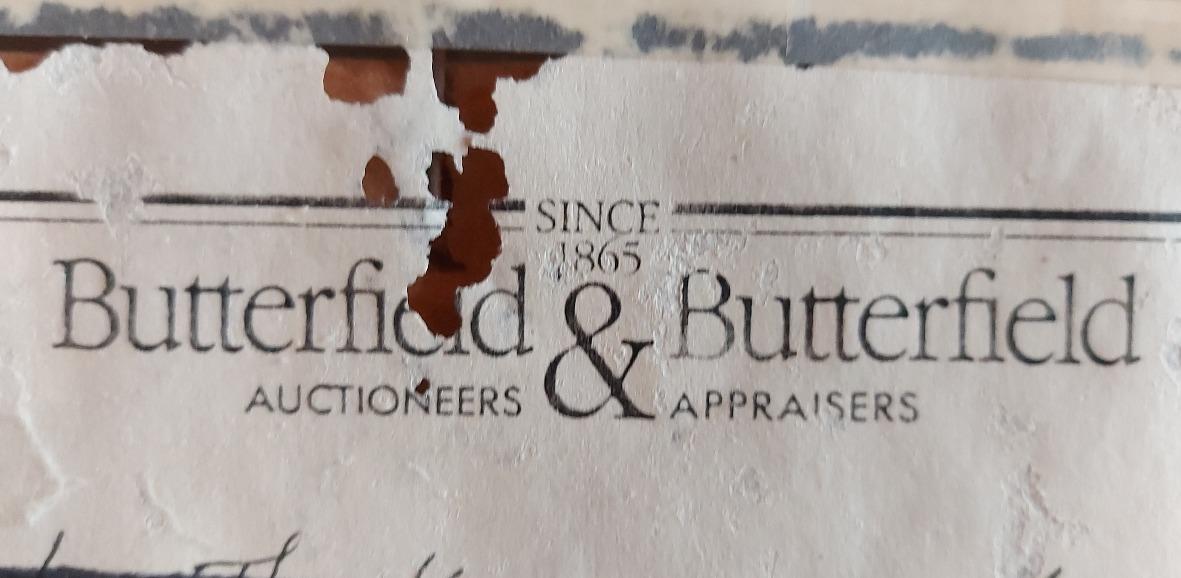 SINCE
1865
Butterfield & Butterfield
AUCTIONEERS APPRAISERS